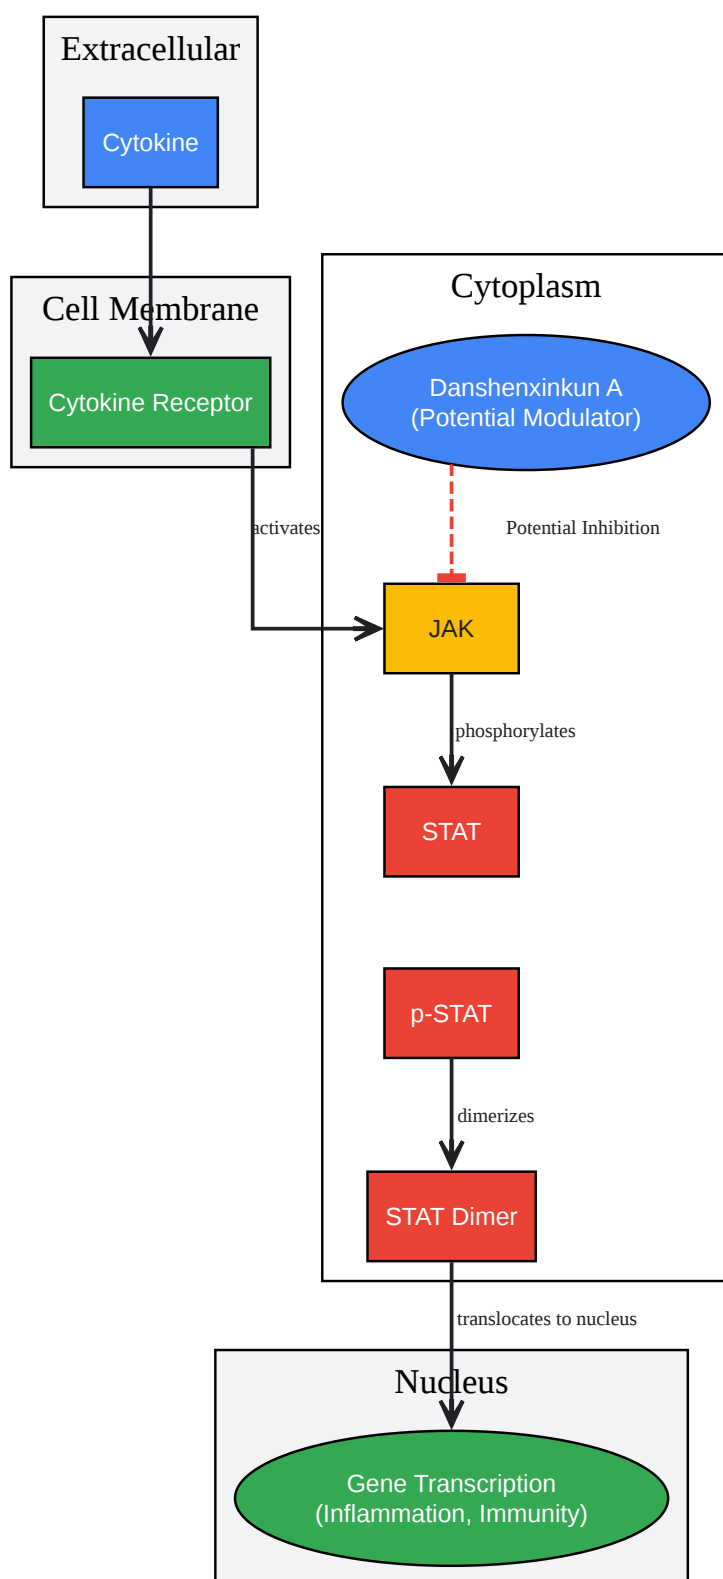 Extracellular
Cytokine
Cell Membrane
Cytokine Receptor
Cytoplasm
Danshenxinkun A
(Potential Modulator)
activates
Potential Inhibition
JAK
phosphorylates
STAT
p-STAT
dimerizes
STAT Dimer
translocates to nucleus
Nucleus
Gene Transcription
(Inflammation, Immunity)